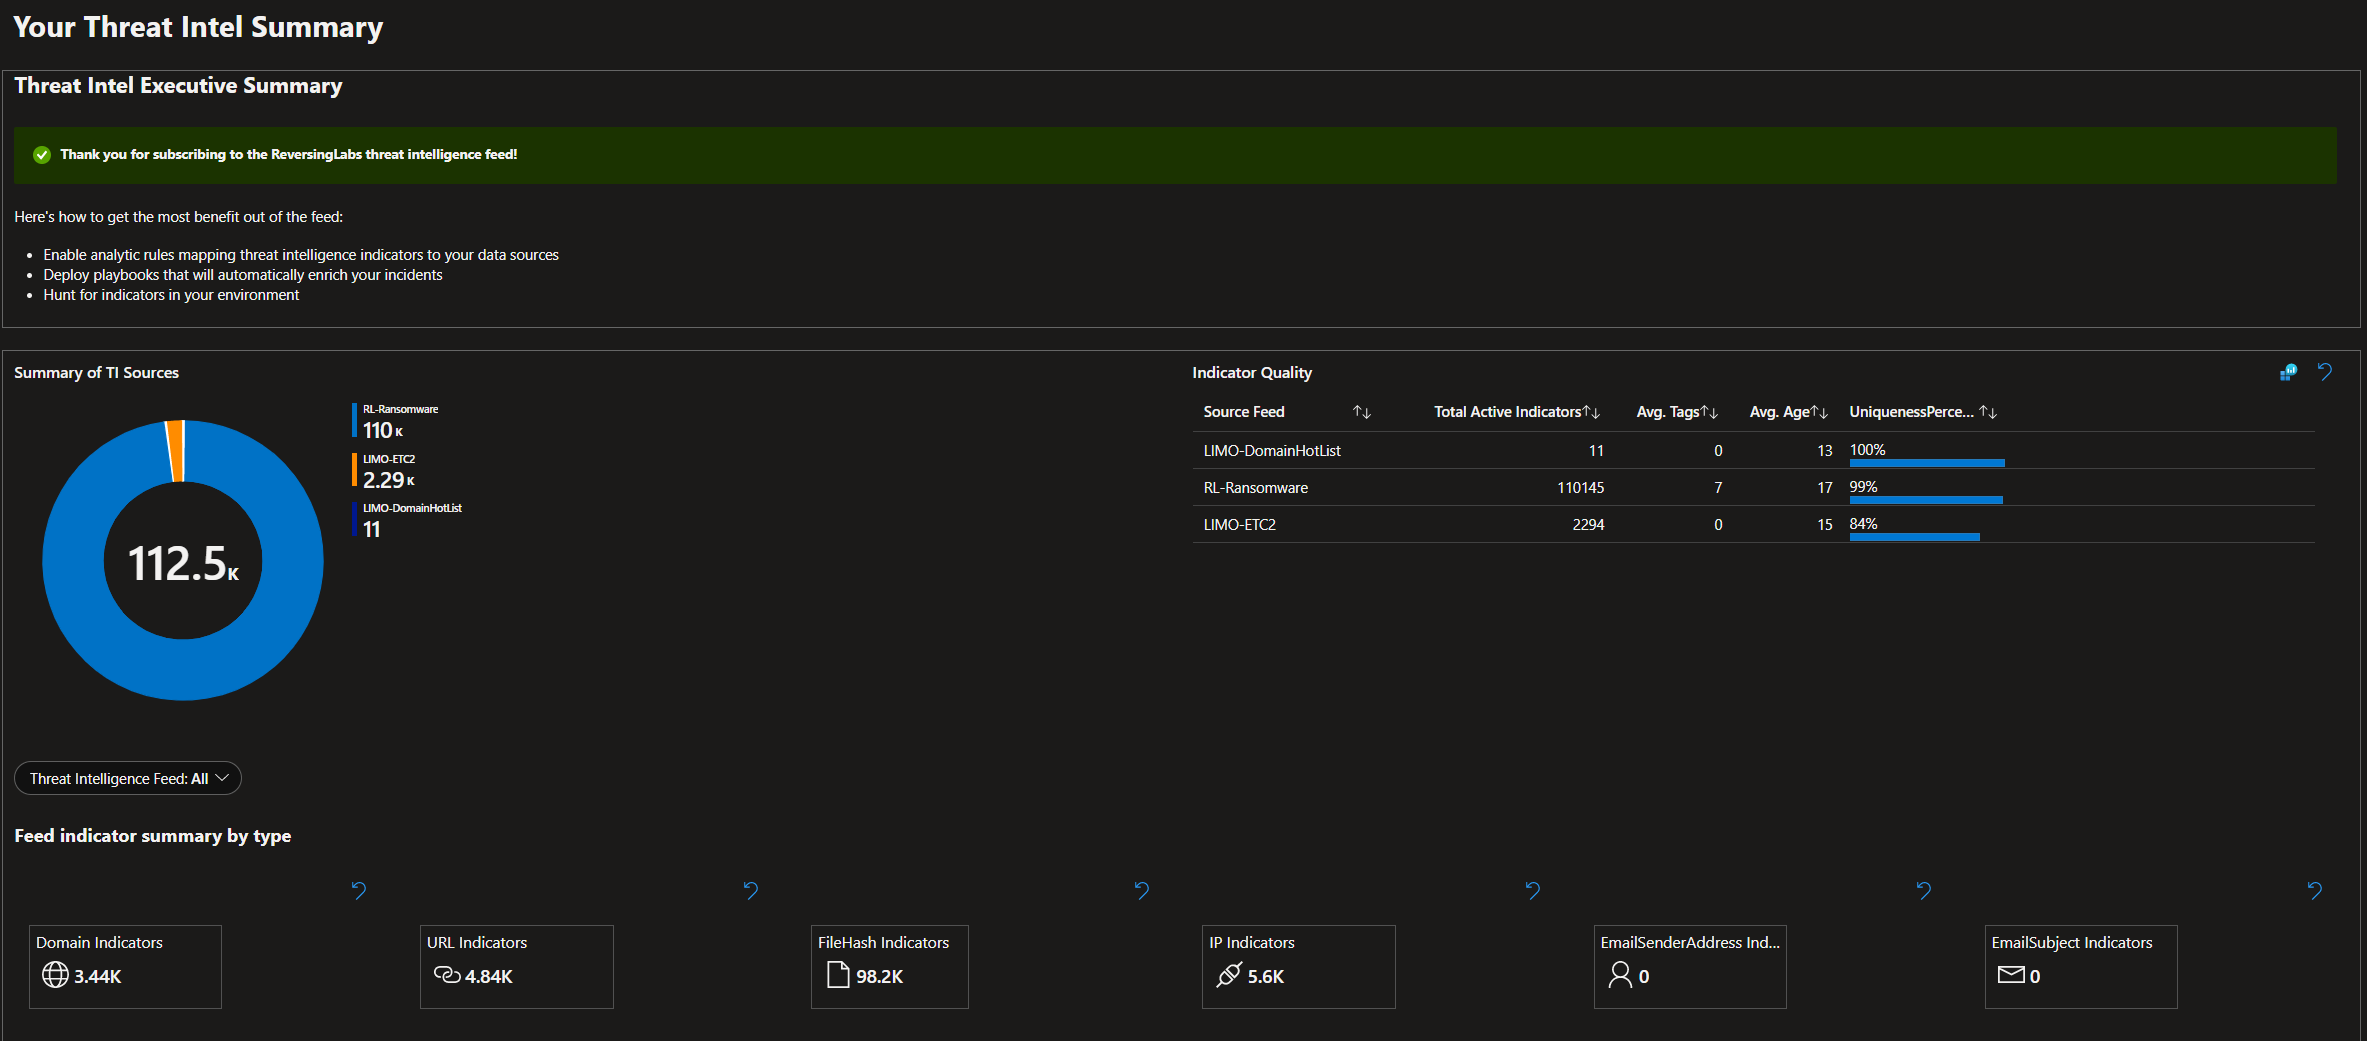 Your Threat Intel Summary
Threat Intel Executive Summary
Thank you for subscribing to the ReversingLabs threat intelligence feed!
Here's how to get the most benefit out of the feed:
• Enable analytic rules mapping threat intelligence indicators to your data sources
• Deploy playbooks that will automatically enrich your incidents
• Hunt for indicators in your environment
Summary of TI Sources
RL-Ransomware
110 K
LIMO-ETC2
2.29 K
LIMO-DomainHotList
11
112.5 K
Indicator Quality
Source Feed Total Active Indicators Avg. Tags Avg. Age UniquenessPerce...
LIMO-DomainHotList 11 0 13 100%
RL-Ransomware 110145 7 17 99%
LIMO-ETC2 2294 0 15 84%
Threat Intelligence Feed: All
Feed indicator summary by type
Domain Indicators
3.44K
URL Indicators
4.84K
FileHash Indicators
98.2K
IP Indicators
5.6K
EmailSenderAddress Ind...
0
EmailSubject Indicators
0